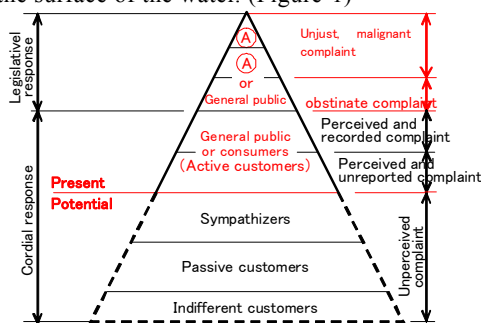 the surface of the water. (Figure 4)
Legislativel
response
Cordial response
A
A
or
General public
General public
or consumers
(Active customers)
Present
Potential
Sympathizers
Passive customers
Indifferent customers
Unjust, malignant
complaint
obstinate complaint
Perceived and
recorded complaint
Perceived and
unreported complaint
Unperceived
complaint